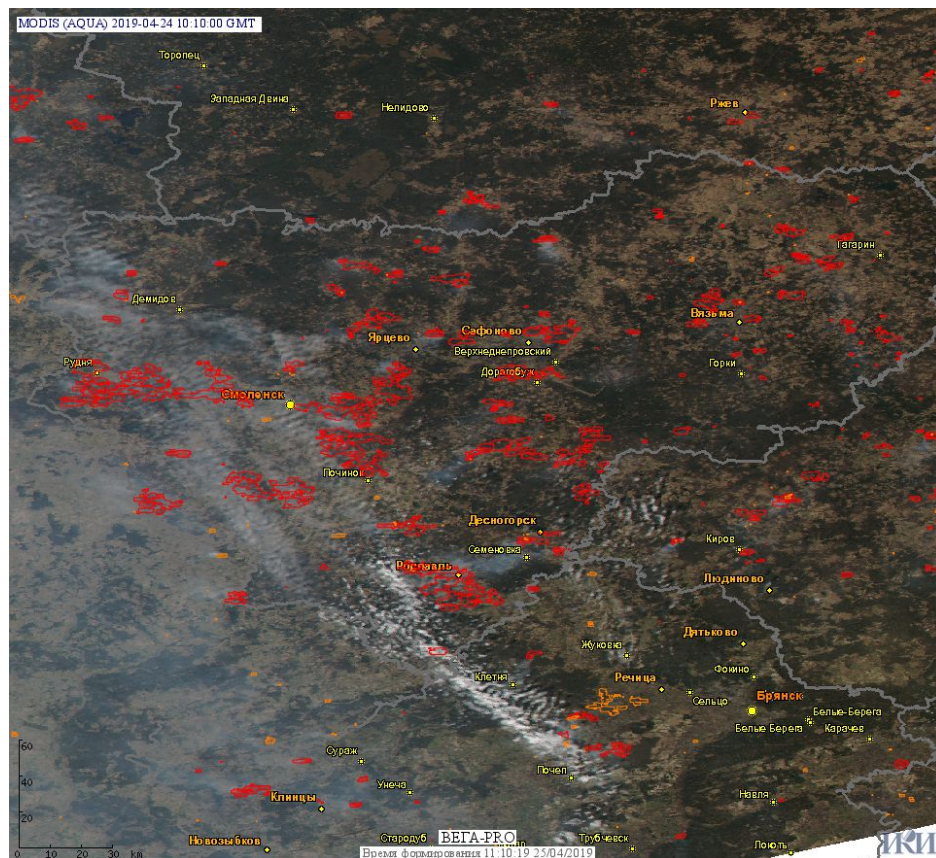 MODIS (AQUA) 2019-04-24 10:10:00 GMT
Торопец
Западная Двина
Нелидово
Ржев
Гагарин
Демидов
Вязьма
Сафоново
Ярцево
Верхнеднепровский
Рудня
Горки
Дорогобуж
Смоленск
Починок
Десногорск
Киров
Семеновка
Рославль
Людиново
Дятьково
Жуковка
Фокино
Клетня
Речица
Сельцо
Брянск
Белые-Берега
Белые Берега
Карачев
60
Сураж
Почеп
40
Унеча
Клинцы
Навля
20
Новозыбков
Стародуб
ВЕГА-PRO
Трубчевск
Локоть
ИКИ
0 10 20 30 km
Время формирования 11:10:19 25/04/2019